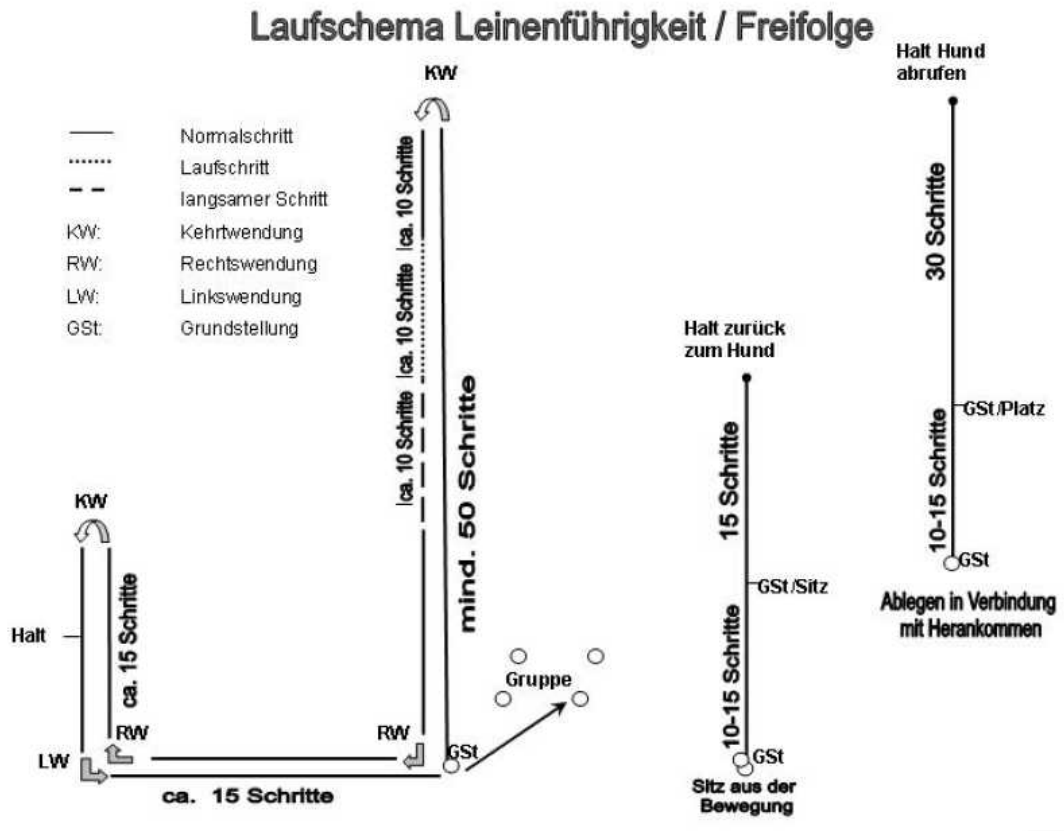 Laufschema Leinenführigkeit / Freifolge
KW
Normalschritt
Laufschritt
langsamer Schritt
KW: Kehrtwendung
RW: Rechtswendung
LW: Linkswendung
GSt: Grundstellung
ca. 10 Schritte
ca. 10 Schritte
ca. 10 Schritte
mind. 50 Schritte
KW
Halt
ca. 15 Schritte
RW
LW
RW
GSt
ca. 15 Schritte
Gruppe
Halt zurück
zum Hund
15 Schritte
GSt/Sitz
10-15 Schritte
GSt
Sitz aus der
Bewegung
Halt Hund
abrufen
30 Schritte
GSt/Platz
10-15 Schritte
GSt
Ablegen in Verbindung
mit Herankommen